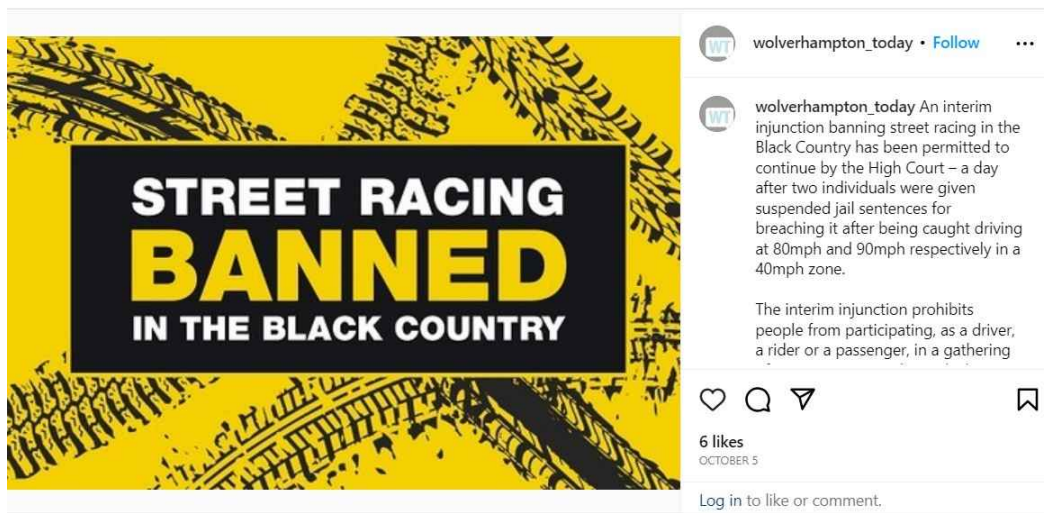 STREET RACING
BANNED
IN THE BLACK COUNTRY
WT
wolverhampton_today • Follow
WT
wolverhampton_today An interim
injunction banning street racing in the
Black Country has been permitted to
continue by the High Court – a day
after two individuals were given
suspended jail sentences for
breaching it after being caught driving
at 80mph and 90mph respectively in a
40mph zone.
The interim injunction prohibits
people from participating, as a driver,
a rider or a passenger, in a gathering
6 likes
OCTOBER 5
Log in to like or comment.